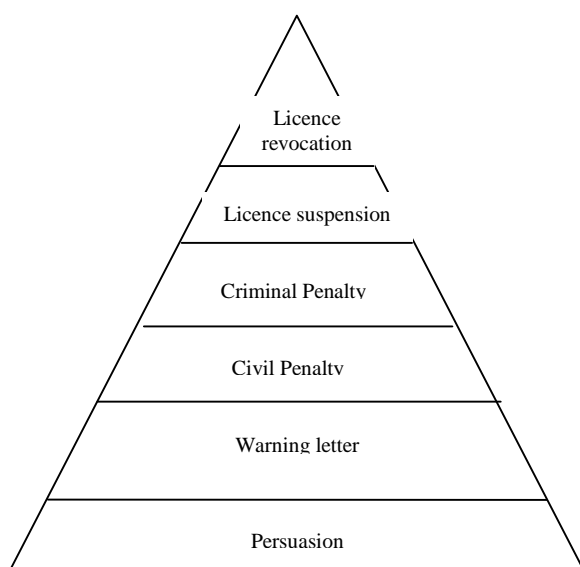 Licence
revocation
Licence suspension
Criminal Penalty
Civil Penalty
Warning letter
Persuasion